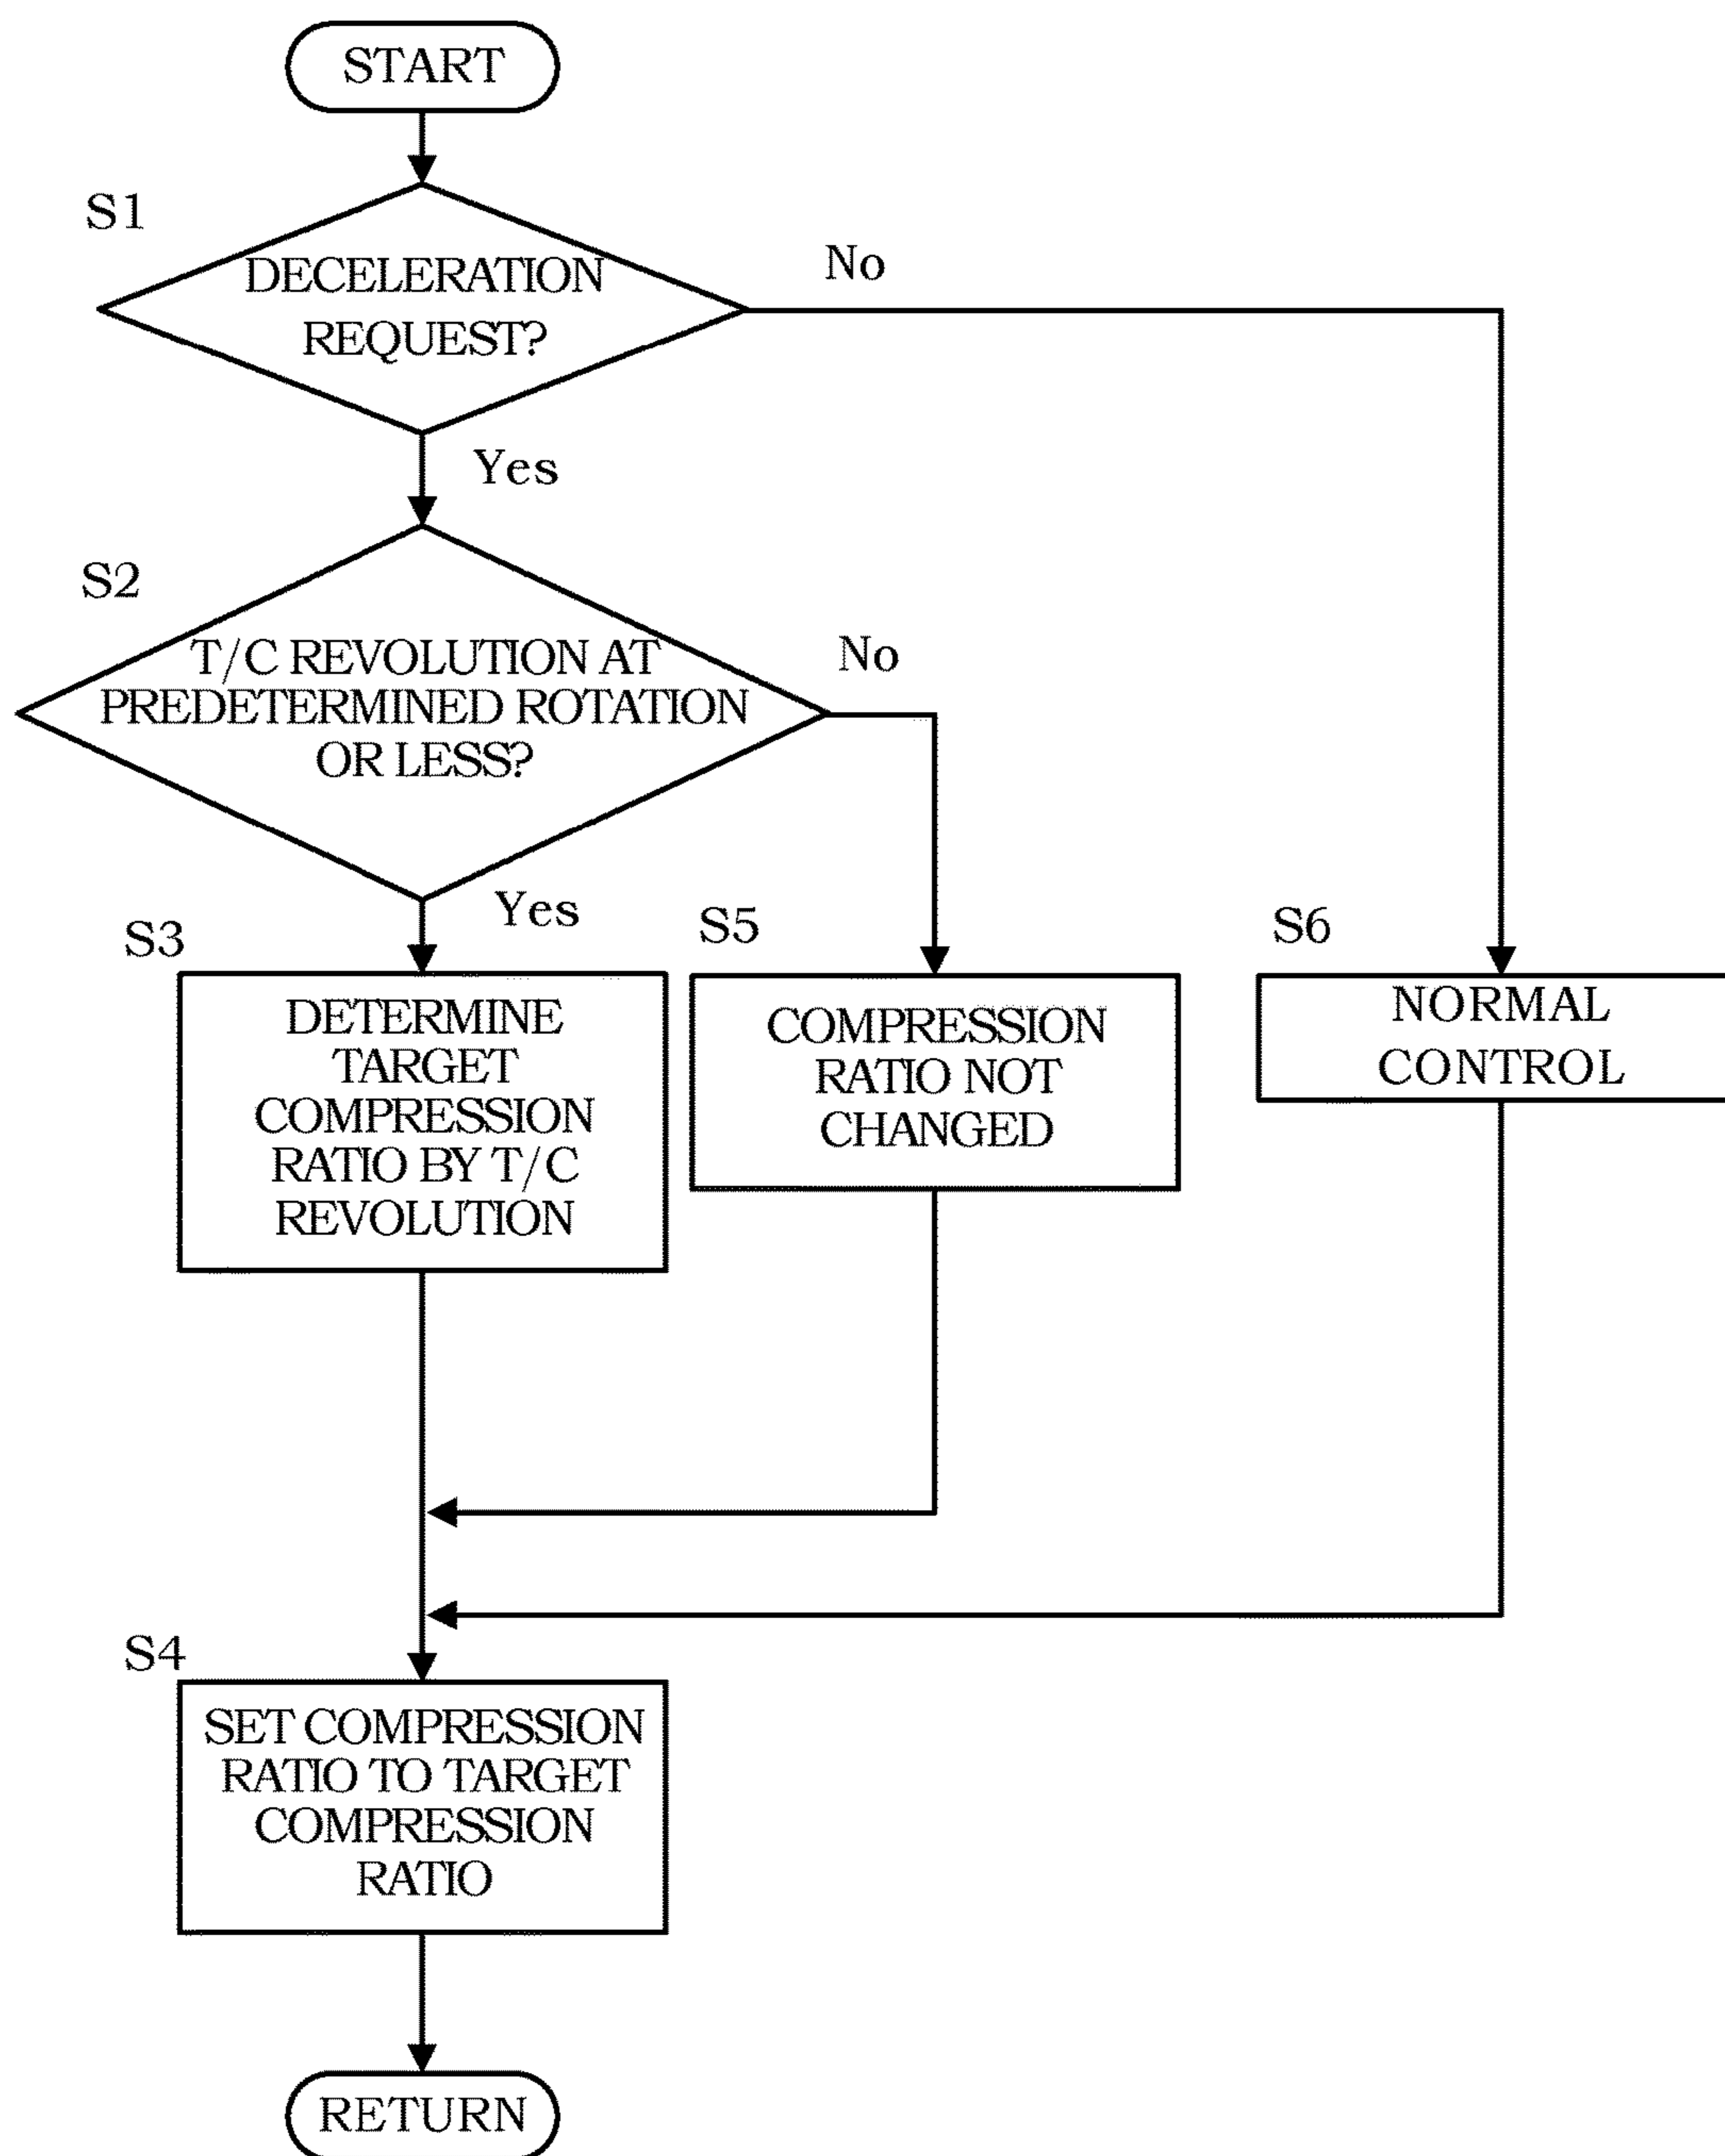 START
S1
DECELERATION
REQUEST?
No
Yes
S2
T/C REVOLUTION AT
PREDETERMINED ROTATION
OR LESS?
No
Yes
S3
DETERMINE
TARGET
COMPRESSION
RATIO BY T/C
REVOLUTION
S5
COMPRESSION
RATIO NOT
CHANGED
S6
NORMAL
CONTROL
S4
SET COMPRESSION
RATIO TO TARGET
COMPRESSION
RATIO
RETURN